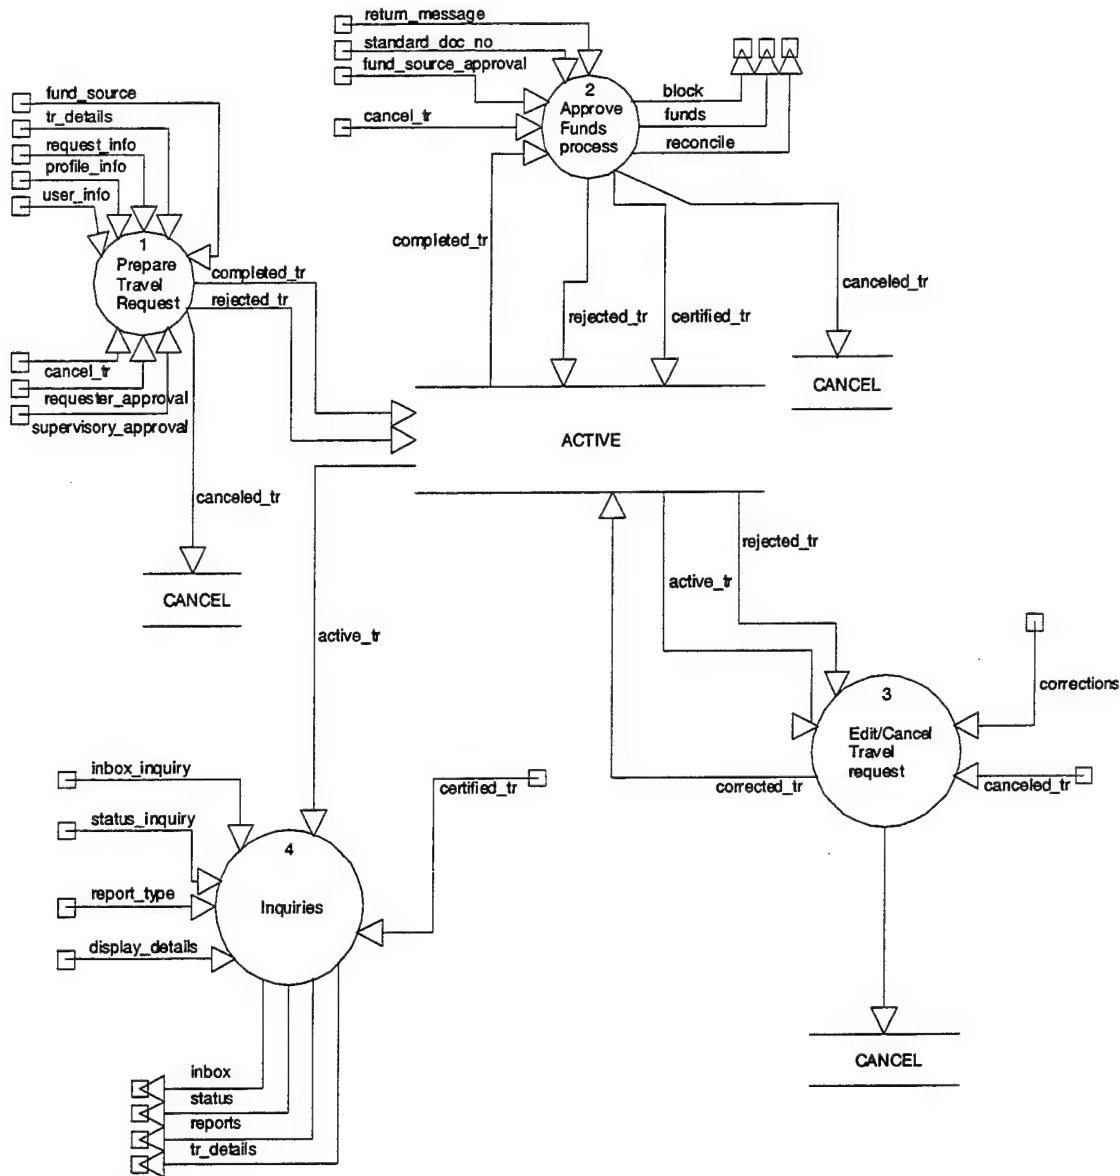 return_message
standard_doc_no
fund_source_approval
cancel_tr
2
Approve
Funds
process
block
funds
reconcile
fund_source
tr_details
request_info
profile_info
user_info
1
Prepare
Travel
Request
completed_tr
rejected_tr
cancel_tr
requester_approval
supervisory_approval
canceled_tr
CANCEL
completed_tr
rejected_tr
certified_tr
canceled_tr
CANCEL
ACTIVE
active_tr
active_tr
rejected_tr
corrected_tr
3
Edit/Cancel
Travel
request
corrections
canceled_tr
CANCEL
inbox_inquiry
status_inquiry
report_type
display_details
certified_tr
4
Inquiries
inbox
status
reports
tr_details